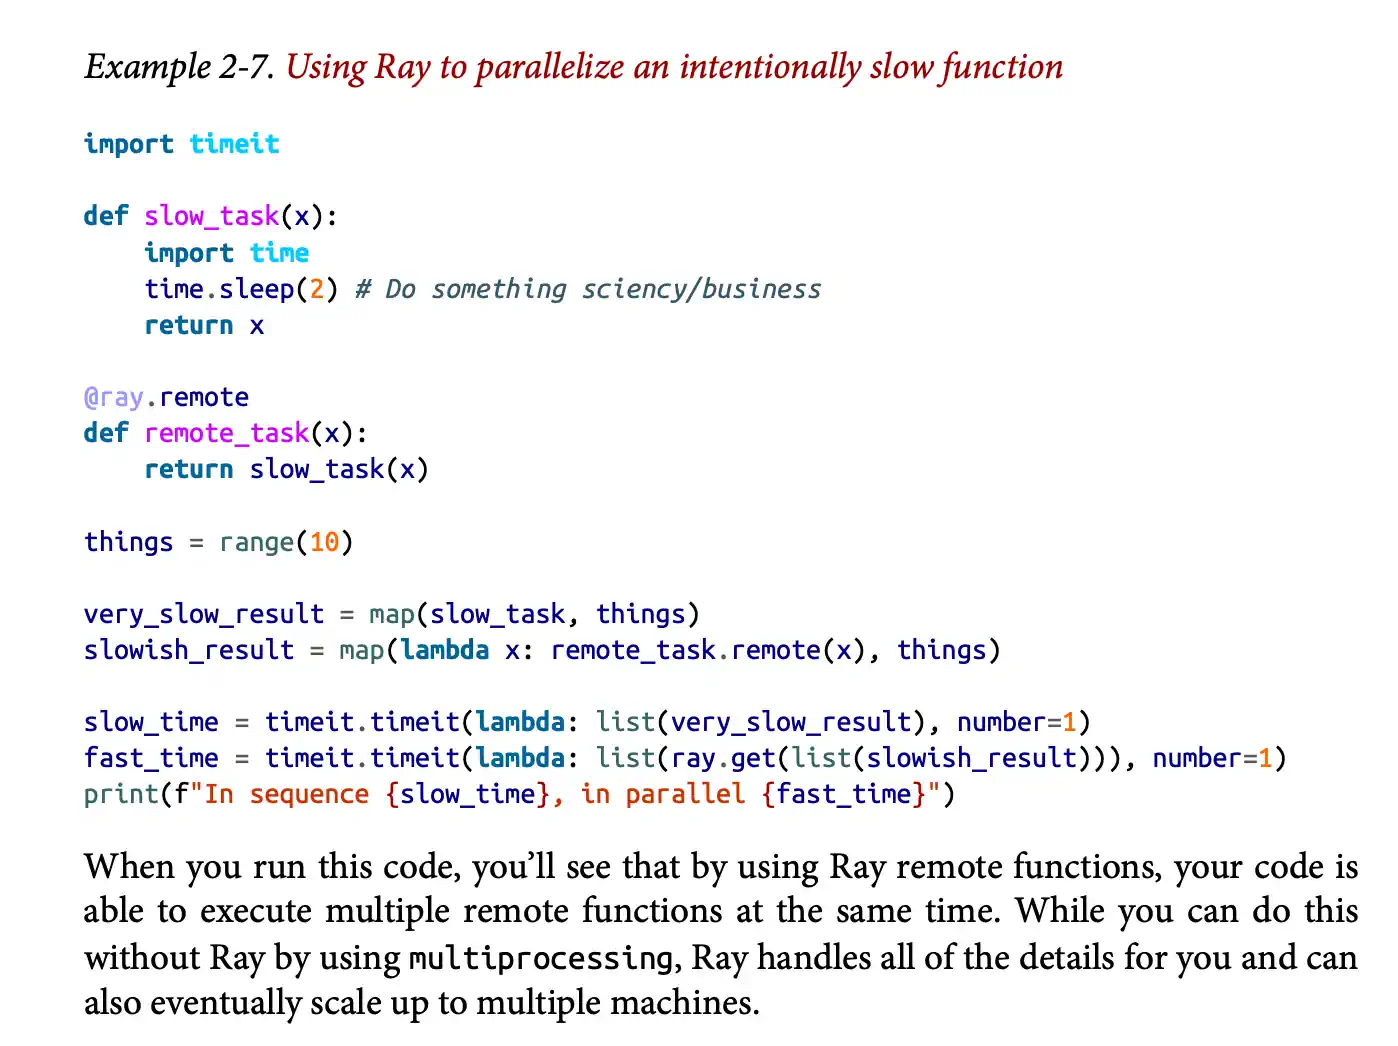 Example 2-7. Using Ray to parallelize an intentionally slow function
import timeit
def slow_task(x):
    import time
    time.sleep(2) # Do something sciency/business
    return x
@ray.remote
def remote_task(x):
    return slow_task(x)
things = range(10)
very_slow_result = map(slow_task, things)
slowish_result = map(lambda x: remote_task.remote(x), things)
slow_time = timeit.timeit(lambda: list(very_slow_result), number=1)
fast_time = timeit.timeit(lambda: list(ray.get(list(slowish_result))), number=1)
print(f"In sequence {slow_time}, in parallel {fast_time}")
When you run this code, you’ll see that by using Ray remote functions, your code is
able to execute multiple remote functions at the same time. While you can do this
without Ray by using multiprocessing, Ray handles all of the details for you and can
also eventually scale up to multiple machines.